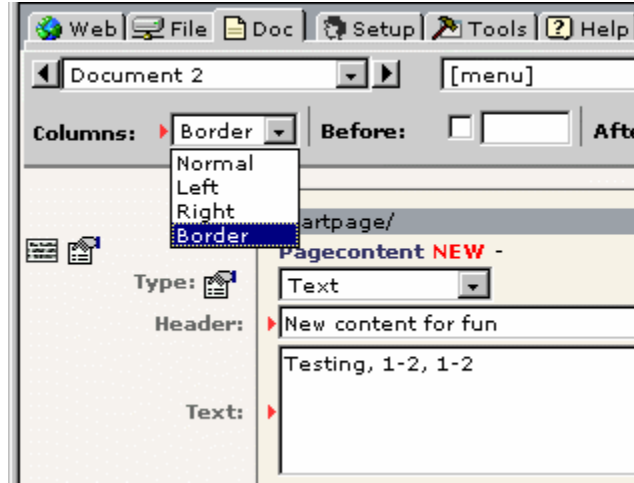 Web File Doc Setup Tools Help
Document 2 [menu]
Columns: Border Before: Afte
Normal
Left
Right
Border
artpage/
Pagecontent NEW -
Type: Text
Header: New content for fun
Text: Testing, 1-2, 1-2